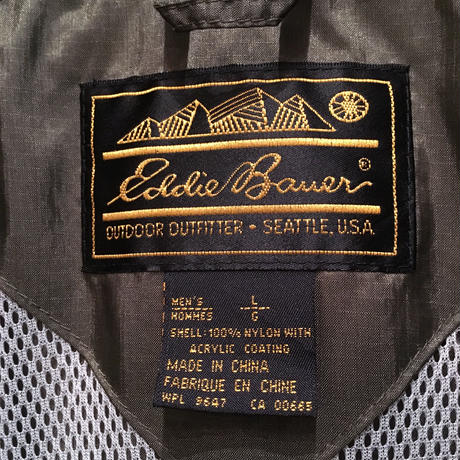 Eddie Bauer®
OUTDOOR OUTFITTER • SEATTLE, U.S.A.
MEN'S L
HOMMES G
SHELL: 100% NYLON WITH
ACRYLIC COATING
MADE IN CHINA
FABRIQUE EN CHINE
WPL 9647 CA 00665